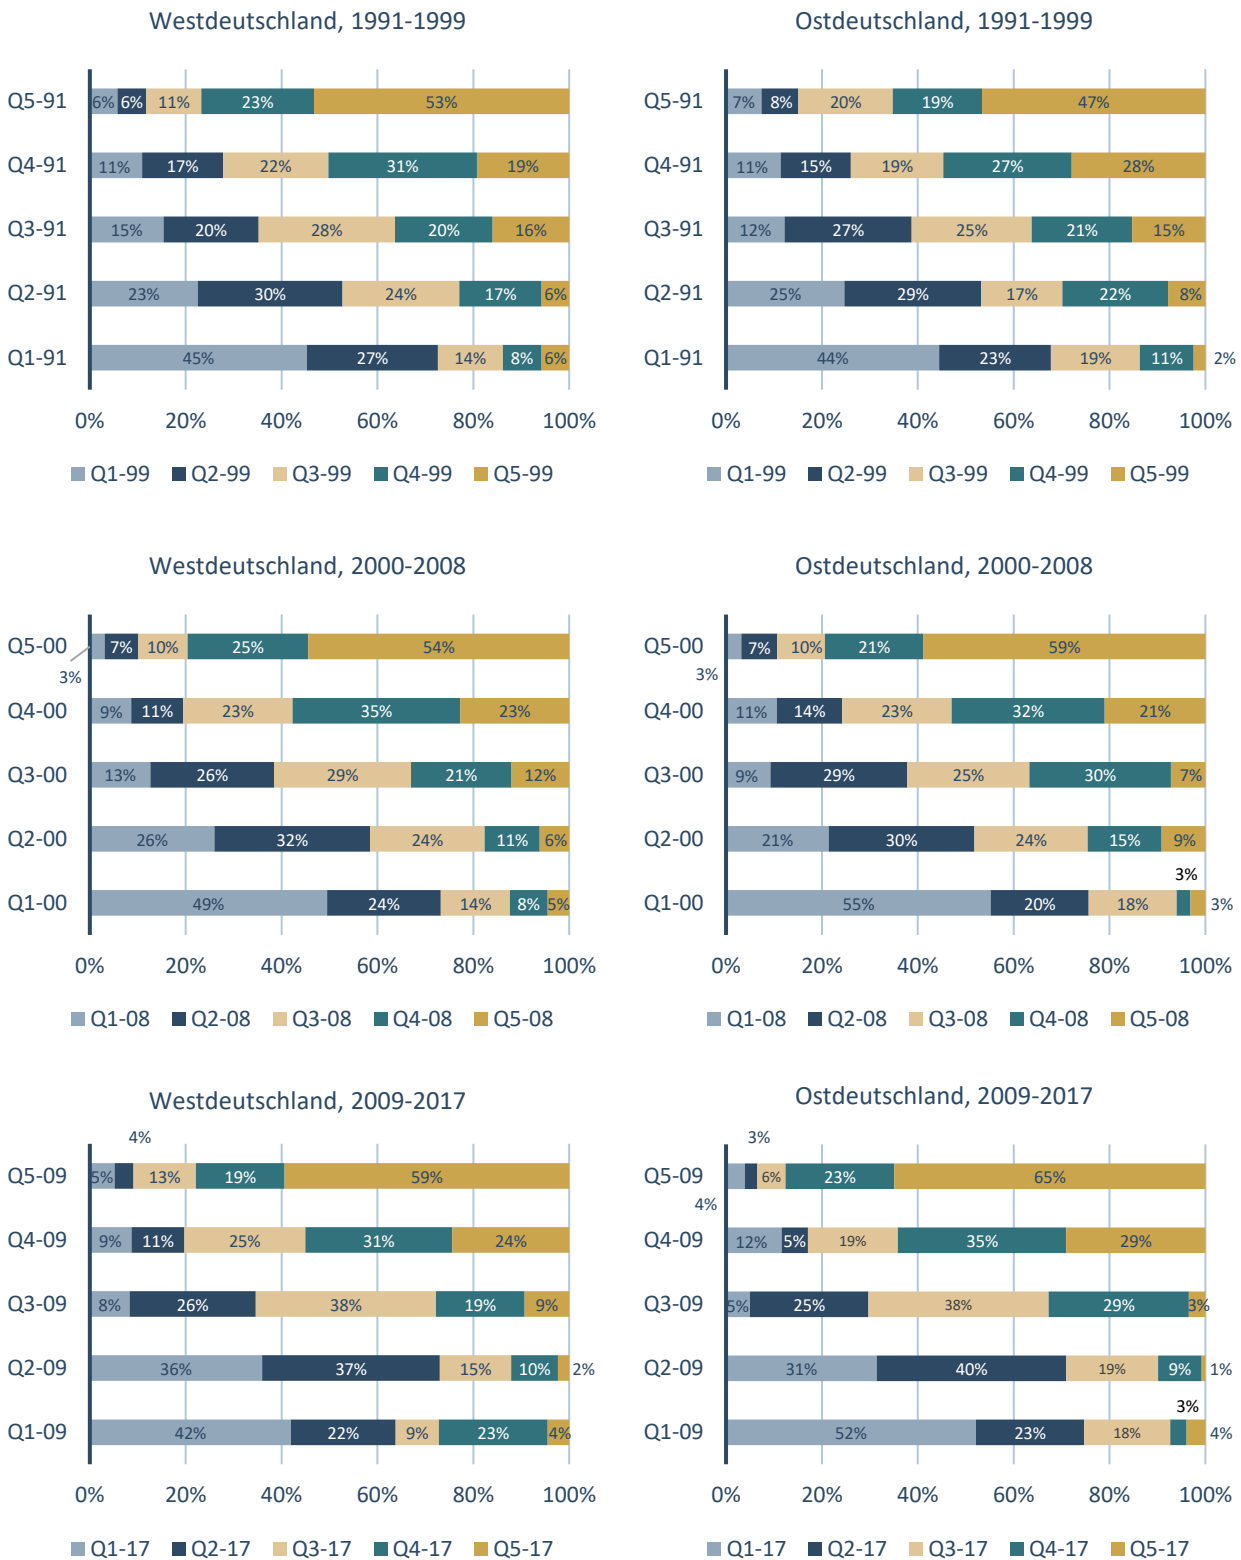 Westdeutschland, 1991-1999
Q5-91 6% 6% 11% 23% 53%
Q4-91 11% 17% 22% 31% 19%
Q3-91 15% 20% 28% 20% 16%
Q2-91 23% 30% 24% 17% 6%
Q1-91 45% 27% 14% 8% 6%
0% 20% 40% 60% 80% 100%
Q1-99 Q2-99 Q3-99 Q4-99 Q5-99
Ostdeutschland, 1991-1999
Q5-91 7% 8% 20% 19% 47%
Q4-91 11% 15% 19% 27% 28%
Q3-91 12% 27% 25% 21% 15%
Q2-91 25% 29% 17% 22% 8%
Q1-91 44% 23% 19% 11% 2%
0% 20% 40% 60% 80% 100%
Q1-99 Q2-99 Q3-99 Q4-99 Q5-99
Westdeutschland, 2000-2008
Q5-00 7% 10% 25% 54%
3%
Q4-00 9% 11% 23% 35% 23%
Q3-00 13% 26% 29% 21% 12%
Q2-00 26% 32% 24% 11% 6%
Q1-00 49% 24% 14% 8% 5%
0% 20% 40% 60% 80% 100%
Q1-08 Q2-08 Q3-08 Q4-08 Q5-08
Ostdeutschland, 2000-2008
Q5-00 7% 10% 21% 59%
3%
Q4-00 11% 14% 23% 32% 21%
Q3-00 9% 29% 25% 30% 7%
Q2-00 21% 30% 24% 15% 9%
3%
Q1-00 55% 20% 18% 3%
0% 20% 40% 60% 80% 100%
Q1-08 Q2-08 Q3-08 Q4-08 Q5-08
Westdeutschland, 2009-2017
4%
Q5-09 5% 13% 19% 59%
Q4-09 9% 11% 25% 31% 24%
Q3-09 8% 26% 38% 19% 9%
Q2-09 36% 37% 15% 10% 2%
Q1-09 42% 22% 9% 23% 4%
0% 20% 40% 60% 80% 100%
Q1-17 Q2-17 Q3-17 Q4-17 Q5-17
Ostdeutschland, 2009-2017
3%
Q5-09 6% 23% 65%
4%
Q4-09 12% 5% 19% 35% 29%
Q3-09 5% 25% 38% 29% 3%
Q2-09 31% 40% 19% 9% 1%
3%
Q1-09 52% 23% 18% 4%
0% 20% 40% 60% 80% 100%
Q1-17 Q2-17 Q3-17 Q4-17 Q5-17